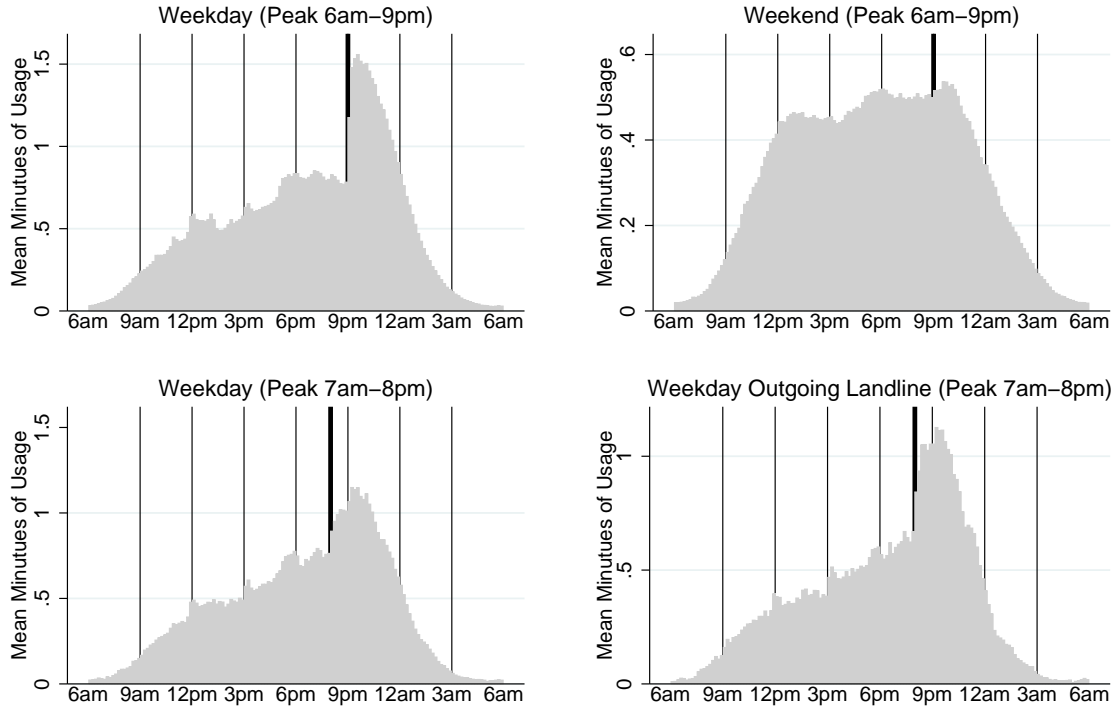 Weekday (Peak 6am−9pm)
Mean Minutues of Usage
0 .5 1 1.5
6am 9am 12pm 3pm 6pm 9pm 12am 3am 6am
Weekend (Peak 6am−9pm)
Mean Minutues of Usage
0 .2 .4 .6
6am 9am 12pm 3pm 6pm 9pm 12am 3am 6am
Weekday (Peak 7am−8pm)
Mean Minutues of Usage
0 .5 1 1.5
6am 9am 12pm 3pm 6pm 9pm 12am 3am 6am
Weekday Outgoing Landline (Peak 7am−8pm)
Mean Minutues of Usage
0 .5 1
6am 9am 12pm 3pm 6pm 9pm 12am 3am 6am